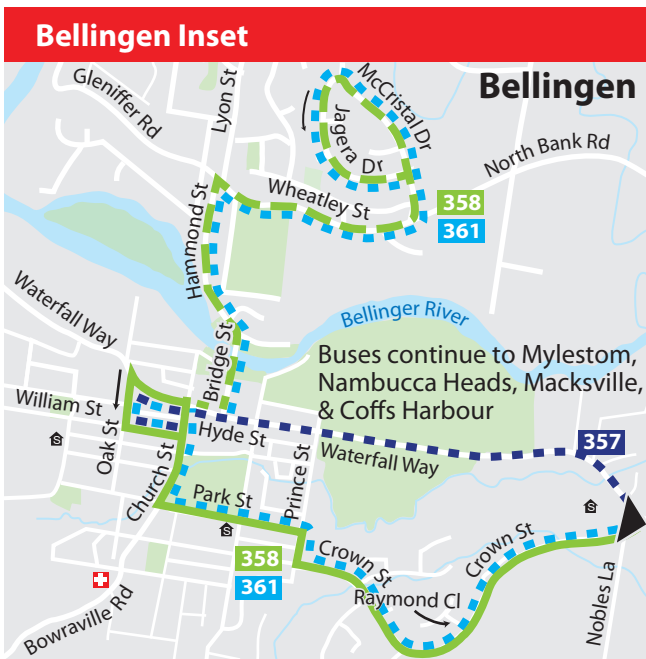 Bellingen Inset
Bellingen
Gleniffer Rd
Lyon St
McCristal Dr
Jagera Dr
North Bank Rd
Wheatley St
358
361
Hammond St
Waterfall Way
Bellinger River
Bridge St
Buses continue to Mylestom,
Nambucca Heads, Macksville,
& Coffs Harbour
William St
Oak St
Hyde St
357
Waterfall Way
Church St
Prince St
S
S
S
Park St
358
361
Crown St
Crown St
Raymond Cl
Nobles La
Bowraville Rd